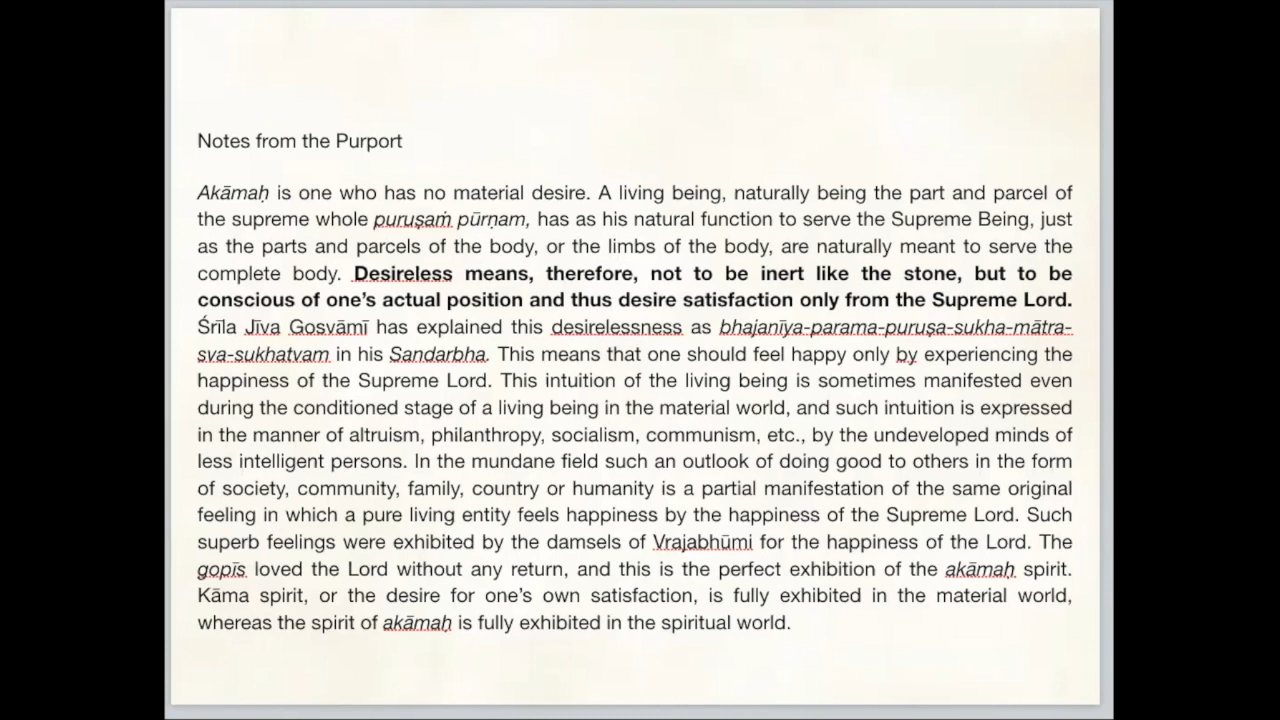 Notes from the Purport
Akāmaḥ is one who has no material desire. A living being, naturally being the part and parcel of
the supreme whole puruṣaṁ pūrṇam, has as his natural function to serve the Supreme Being, just
as the parts and parcels of the body, or the limbs of the body, are naturally meant to serve the
complete body. Desireless means, therefore, not to be inert like the stone, but to be
conscious of one’s actual position and thus desire satisfaction only from the Supreme Lord.
Śrīla Jīva Gosvāmī has explained this desirelessness as bhajanīya-parama-puruṣa-sukha-mātra-
sva-sukhatvam in his Sandarbha. This means that one should feel happy only by experiencing the
happiness of the Supreme Lord. This intuition of the living being is sometimes manifested even
during the conditioned stage of a living being in the material world, and such intuition is expressed
in the manner of altruism, philanthropy, socialism, communism, etc., by the undeveloped minds of
less intelligent persons. In the mundane field such an outlook of doing good to others in the form
of society, community, family, country or humanity is a partial manifestation of the same original
feeling in which a pure living entity feels happiness by the happiness of the Supreme Lord. Such
superb feelings were exhibited by the damsels of Vrajabhūmi for the happiness of the Lord. The
gopīs loved the Lord without any return, and this is the perfect exhibition of the akāmaḥ spirit.
Kāma spirit, or the desire for one’s own satisfaction, is fully exhibited in the material world,
whereas the spirit of akāmaḥ is fully exhibited in the spiritual world.